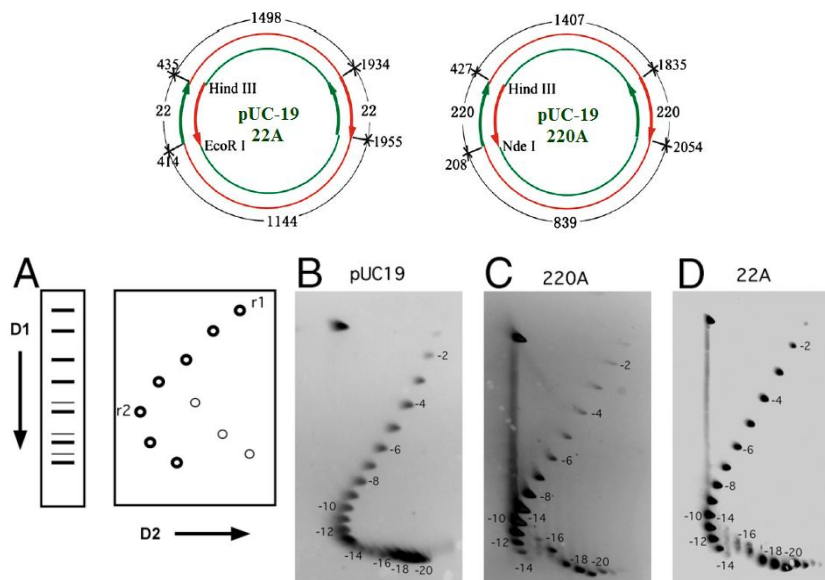 1498
435
1934
Hind III
22
pUC-19
22A
22
EcoR I
414
1955
1144
1407
427
1835
Hind III
220
pUC-19
220A
220
Nde I
208
2054
839
A
D1
r1
r2
D2
B
pUC19
-2
-4
-6
-8
-10
-12
-14
-16
-18
-20
C
220A
-2
-4
-6
-8
-10
-14
-12
-16
-14
-18
-20
D
22A
-2
-4
-6
-8
-10
-14
-12
-16
-14
-18
-20